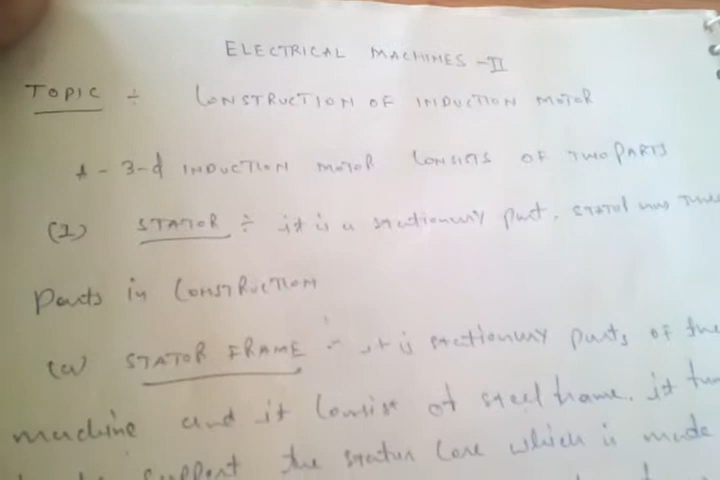 ELECTRICAL MACHINES - II
TOPIC ÷ CONSTRUCTION OF INDUCTION MOTOR
A - 3-ɸ INDUCTION MOTOR CONSISTS OF TWO PARTS
(1) STATOR ÷ it is a stationary part. STATOR has
Parts in CONSTRUCTION
(a) STATOR FRAME ÷ it is stationary parts of the
machine and it consist of steel frame. it
support the stator core which is made